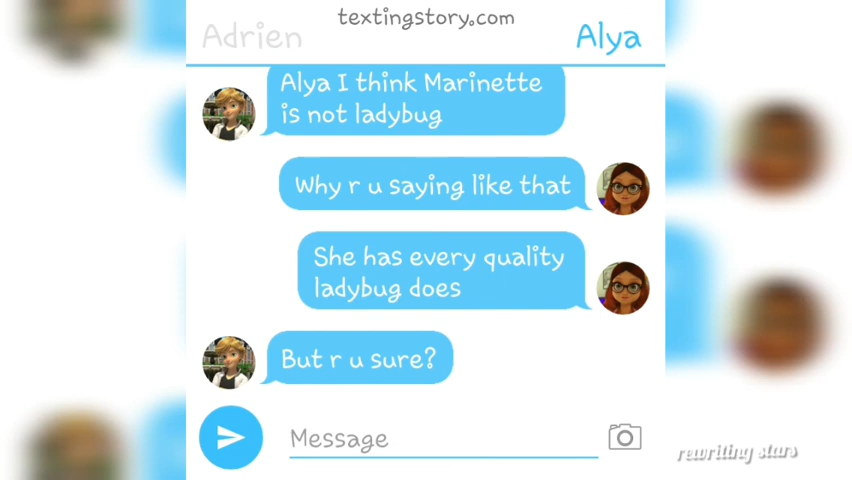 textingstory.com
Adrien
Alya
Alya I think Marinette
is not ladybug
Why r u saying like that
She has every quality
ladybug does
But r u sure?
Message
rewriting stars